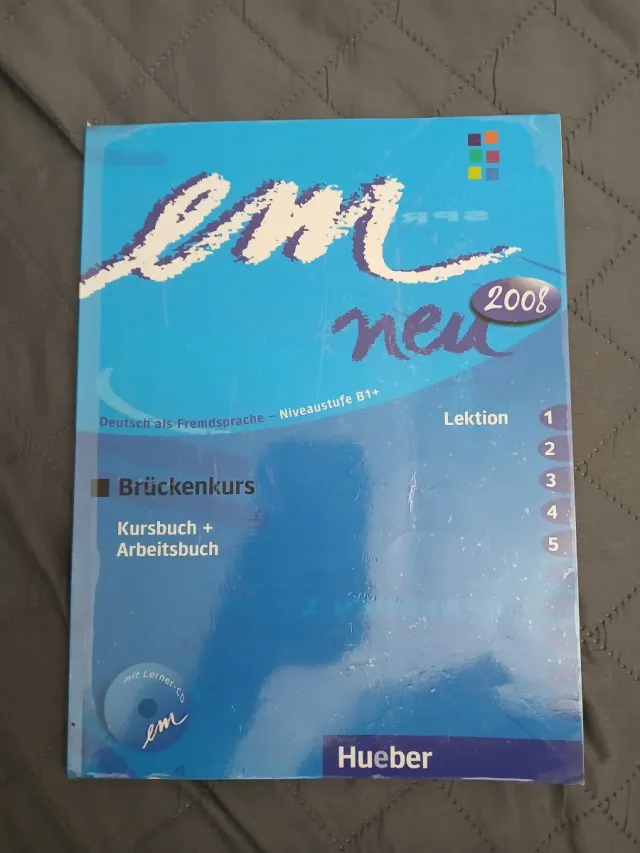 em
neu 2008
Deutsch als Fremdsprache – Niveaustufe B1+
Lektion 1
2
3
4
5
Brückenkurs
Kursbuch +
Arbeitsbuch
mit Lerner-CD
em
Hueber